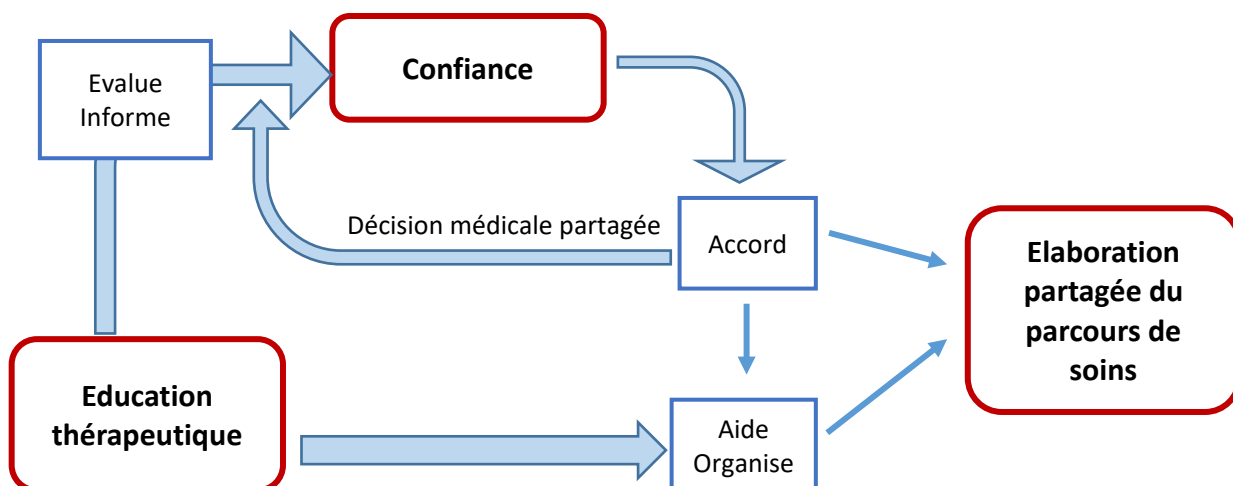 Evalue
Informe
Confiance
Décision médicale partagée
Accord
Elaboration
partagée du
parcours de
soins
Education
thérapeutique
Aide
Organise